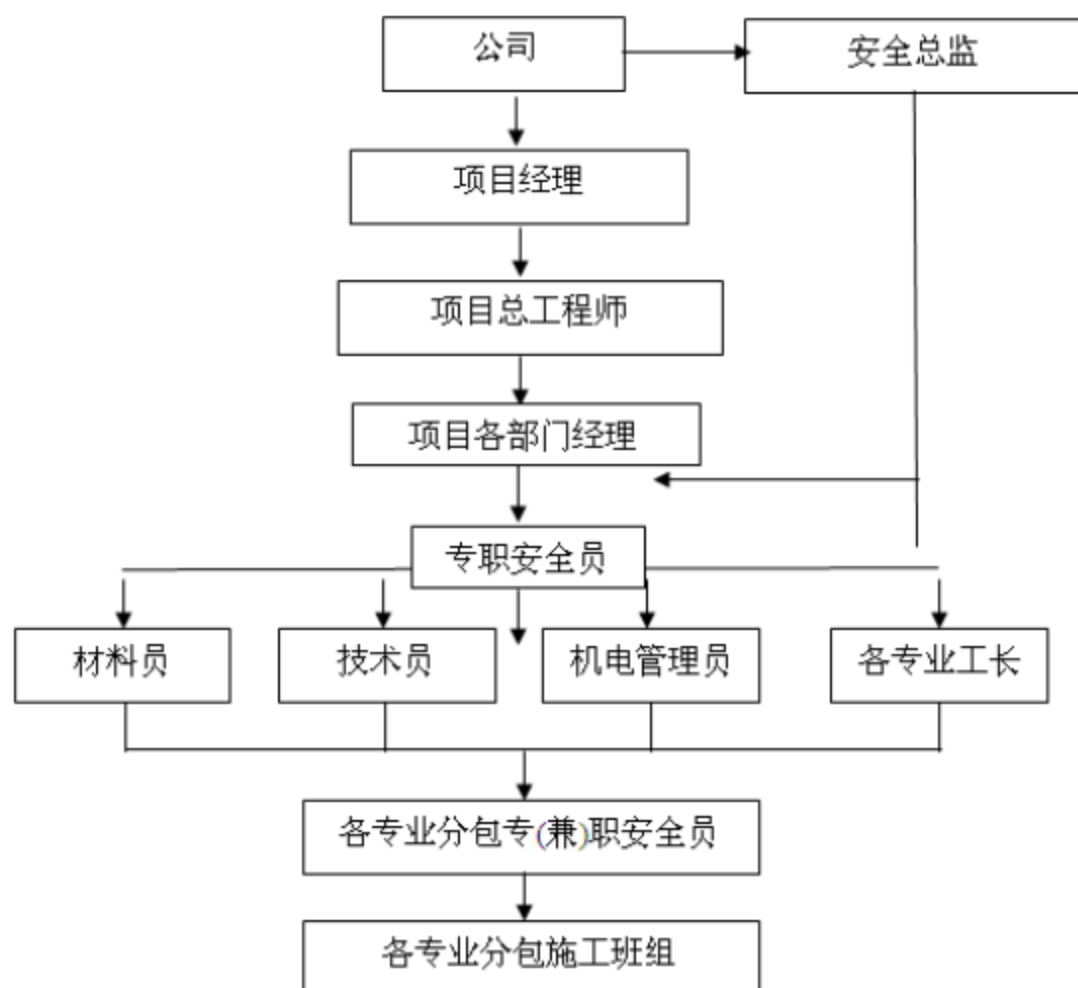 公司
安全总监
项目经理
项目总工程师
项目各部门经理
专职安全员
材料员
技术员
机电管理员
各专业工长
各专业分包专(兼)职安全员
各专业分包施工班组